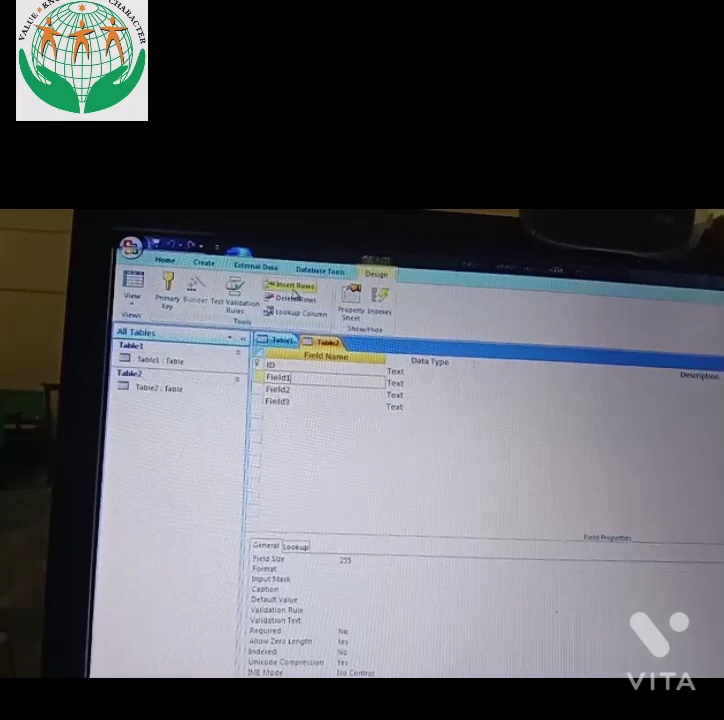 VALUE
CHARACTER
Home Create External Data Database Tools Design
View
Primary Key
Builder
Test Validation Rules
Insert Rows
Delete Rows
Lookup Column
Property Sheet
Indexes
Views
Tools
Show/Hide
All Tables
Table1
Table1 : Table
Table2
Table2 : Table
Table1 Table2
Field Name Data Type Description
ID Text
Field1 Text
Field2 Text
Field3 Text
Field Properties
General Lookup
Field Size 255
Format
Input Mask
Caption
Default Value
Validation Rule
Validation Text
Required No
Allow Zero Length Yes
Indexed No
Unicode Compression Yes
IME Mode No Control
VITA